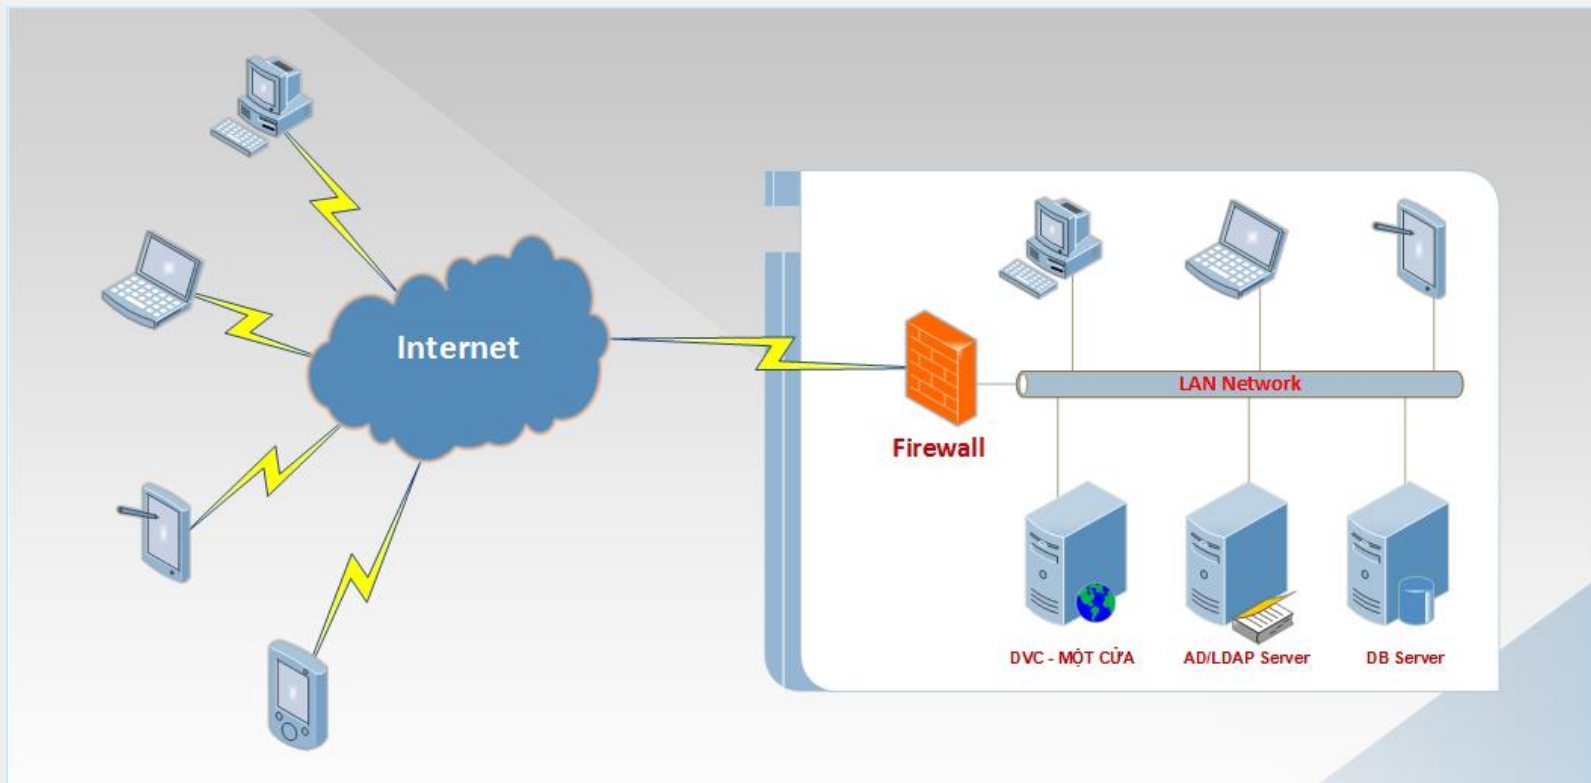 Internet
LAN Network
Firewall
DVC - MỘT CỬA
AD/LDAP Server
DB Server